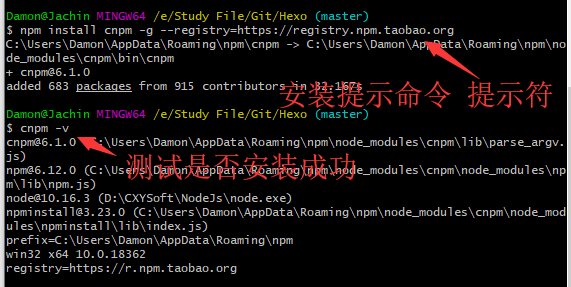 Damon@Jachin MINGW64 /e/Study File/Git/Hexo (master)
$ npm install cnpm -g --registry=https://registry.npm.taobao.org
C:\Users\Damon\AppData\Roaming\npm\cnpm -> C:\Users\Damon\AppData\Roaming\npm\no
de_modules\cnpm\bin\cnpm
+ cnpm@6.1.0
added 683 packages from 915 contributors in 32.167s
安装提示命令 提示符
Damon@Jachin MINGW64 /e/Study File/Git/Hexo (master)
$ cnpm -v
cnpm@6.1.0 (C:\Users\Damon\AppData\Roaming\npm\node_modules\cnpm\lib\parse_argv.
js)
测试是否安装成功
npm@6.12.0 (C:\Users\Damon\AppData\Roaming\npm\node_modules\cnpm\node_modules\np
m\lib\npm.js)
node@10.16.3 (D:\CXYSoft\NodeJs\node.exe)
npminstall@3.23.0 (C:\Users\Damon\AppData\Roaming\npm\node_modules\cnpm\node_mod
ules\npminstall\lib\index.js)
prefix=C:\Users\Damon\AppData\Roaming\npm
win32 x64 10.0.18362
registry=https://r.npm.taobao.org